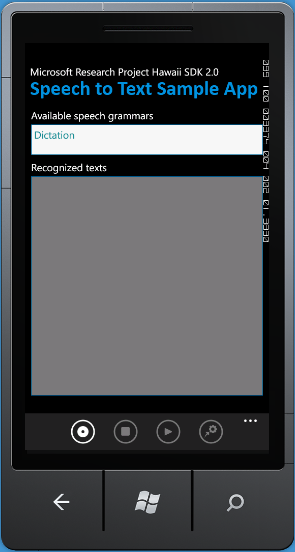 Microsoft Research Project Hawaii SDK 2.0
Speech to Text Sample App
Available speech grammars
Dictation
Recognized texts